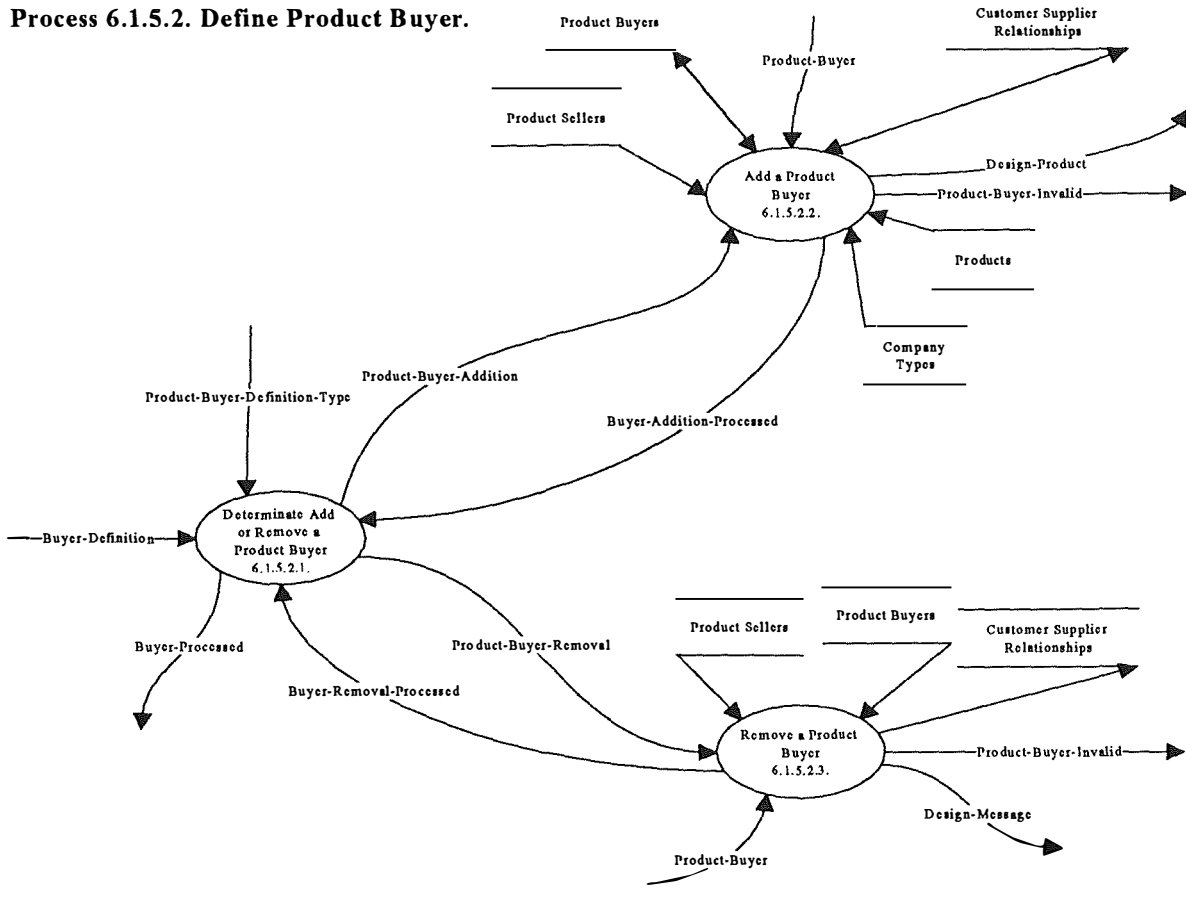 Process 6.1.5.2. Define Product Buyer.
Product Buyers
Product-Buyer
Customer Supplier
Relationships
Product Sellers
Design-Product
Add a Product
Buyer
6.1.5.2.2.
Product-Buyer-Invalid
Products
Company
Types
Product-Buyer-Addition
Product-Buyer-Definition-Type
Buyer-Addition-Processed
Determinate Add
or Remove a
Product Buyer
6.1.5.2.1.
Buyer-Definition
Buyer-Processed
Product-Buyer-Removal
Buyer-Removal-Processed
Product Sellers
Product Buyers
Customer Supplier
Relationships
Remove a Product
Buyer
6.1.5.2.3.
Product-Buyer-Invalid
Design-Message
Product-Buyer